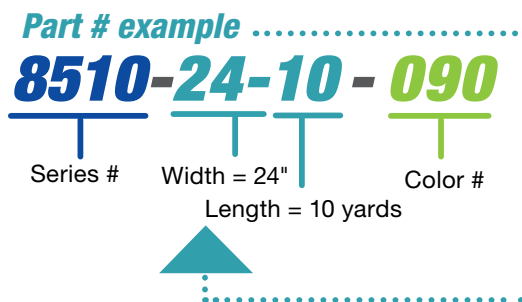 Part # example
8510-24-10 - 090
Series #
Width = 24"
Color #
Length = 10 yards